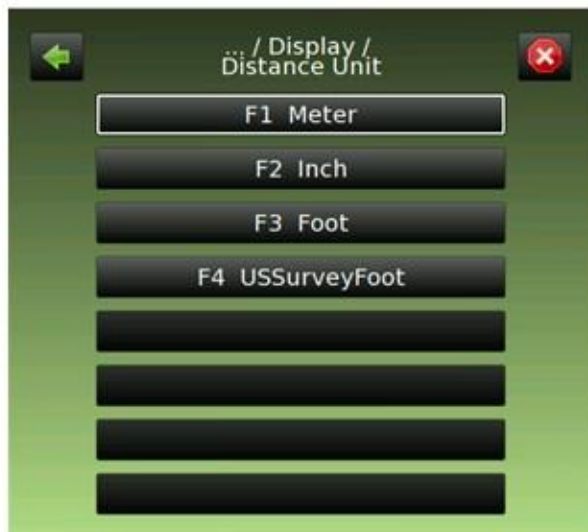 ... / Display /
Distance Unit
F1 Meter
F2 Inch
F3 Foot
F4 USSurveyFoot